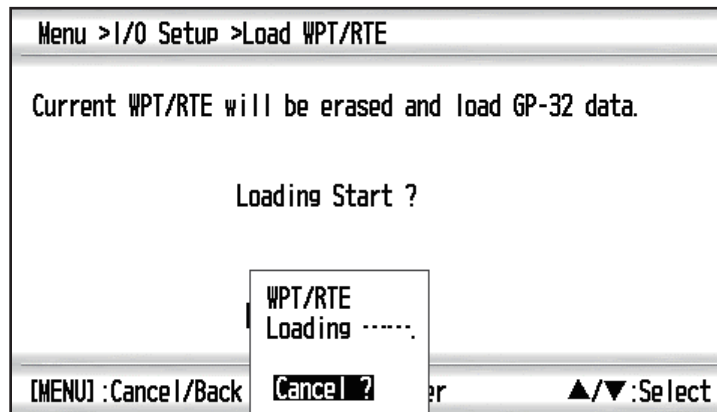 Menu >I/O Setup >Load WPT/RTE
Current WPT/RTE will be erased and load GP-32 data.
Loading Start ?
WPT/RTE
Loading ------.
Cancel ?
[MENU] :Cancel/Back ▲/▼ :Select